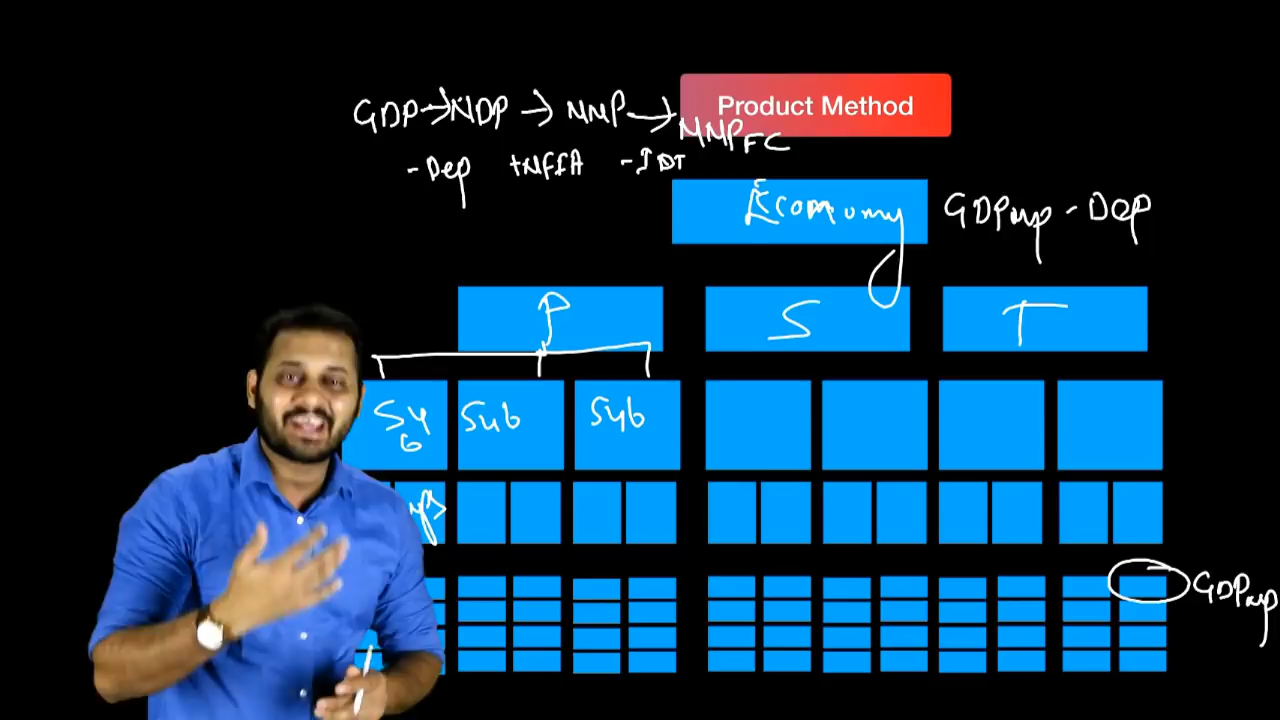 Product Method
GDP → NDP → NNP → NNPFC
- Dep + NFIA - IDT
Economy GDPmp - Dep
P S T
Sub Sub Sub
GDPmp